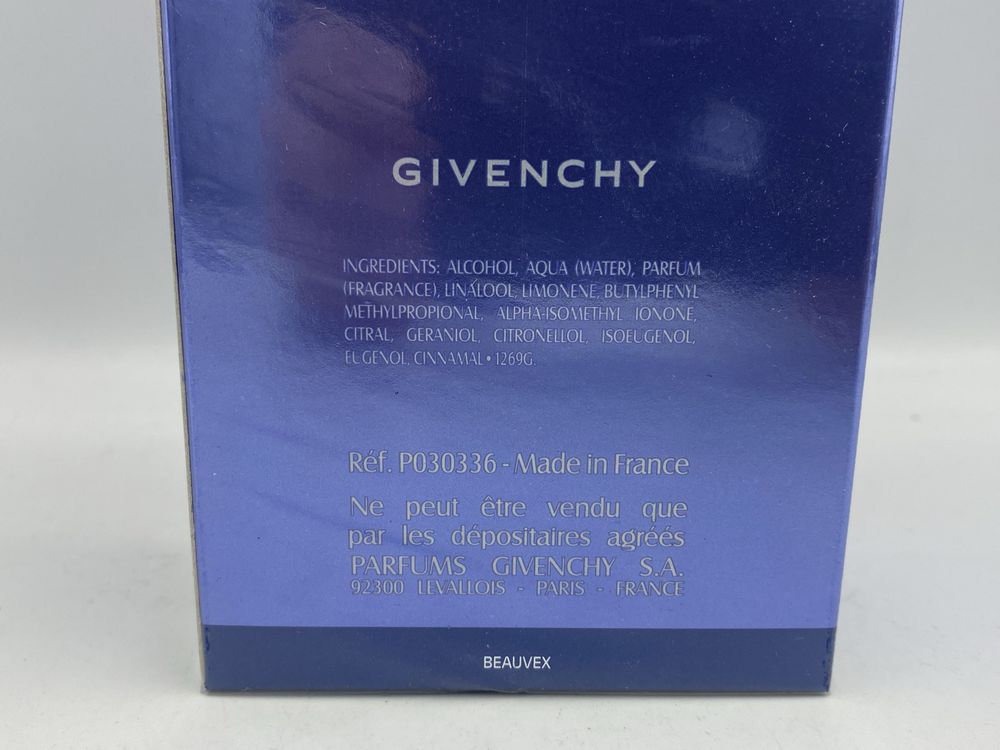 GIVENCHY
INGREDIENTS: ALCOHOL, AQUA (WATER), PARFUM
(FRAGRANCE), LINALOOL, LIMONENE, BUTYLPHENYL
METHYLPROPIONAL, ALPHA-ISOMETHYL IONONE,
CITRAL, GERANIOL, CITRONELLOL, ISOEUGENOL,
EUGENOL, CINNAMAL • 1269G.
Réf. P030336 - Made in France
Ne peut être vendu que
par les dépositaires agréés
PARFUMS GIVENCHY S.A.
92300 LEVALLOIS - PARIS - FRANCE
BEAUVEX